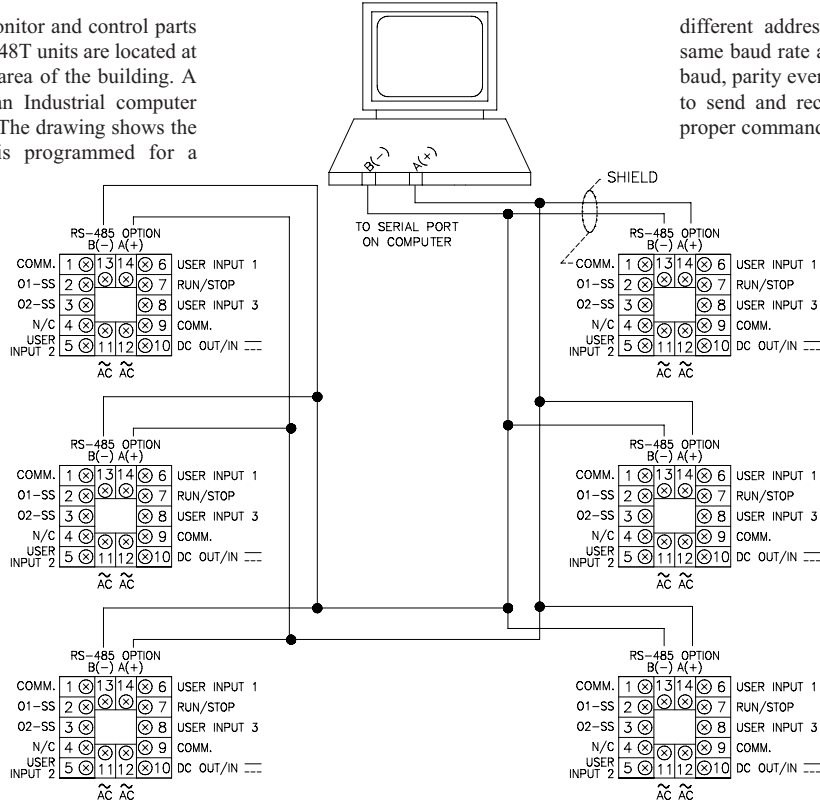 onitor and control parts
48T units are located at
area of the building. A
an Industrial computer
The drawing shows the
is programmed for a
different addres
same baud rate a
baud, parity even
to send and rec
proper command
B(-) A(+)
TO SERIAL PORT
ON COMPUTER
SHIELD
RS-485 OPTION
B(-) A(+)
COMM. 1 13 14 6 USER INPUT 1
01-SS 2 7 RUN/STOP
02-SS 3 8 USER INPUT 3
N/C 4 9 COMM.
USER
INPUT 2 5 11 12 10 DC OUT/IN
AC AC
RS-485 OPTION
B(-) A(+)
COMM. 1 13 14 6 USER INPUT 1
01-SS 2 7 RUN/STOP
02-SS 3 8 USER INPUT 3
N/C 4 9 COMM.
USER
INPUT 2 5 11 12 10 DC OUT/IN
AC AC
RS-485 OPTION
B(-) A(+)
COMM. 1 13 14 6 USER INPUT 1
01-SS 2 7 RUN/STOP
02-SS 3 8 USER INPUT 3
N/C 4 9 COMM.
USER
INPUT 2 5 11 12 10 DC OUT/IN
AC AC
RS-485 OPTION
B(-) A(+)
COMM. 1 13 14 6 USER INPUT 1
01-SS 2 7 RUN/STOP
02-SS 3 8 USER INPUT 3
N/C 4 9 COMM.
USER
INPUT 2 5 11 12 10 DC OUT/IN
AC AC
RS-485 OPTION
B(-) A(+)
COMM. 1 13 14 6 USER INPUT 1
01-SS 2 7 RUN/STOP
02-SS 3 8 USER INPUT 3
N/C 4 9 COMM.
USER
INPUT 2 5 11 12 10 DC OUT/IN
AC AC
RS-485 OPTION
B(-) A(+)
COMM. 1 13 14 6 USER INPUT 1
01-SS 2 7 RUN/STOP
02-SS 3 8 USER INPUT 3
N/C 4 9 COMM.
USER
INPUT 2 5 11 12 10 DC OUT/IN
AC AC